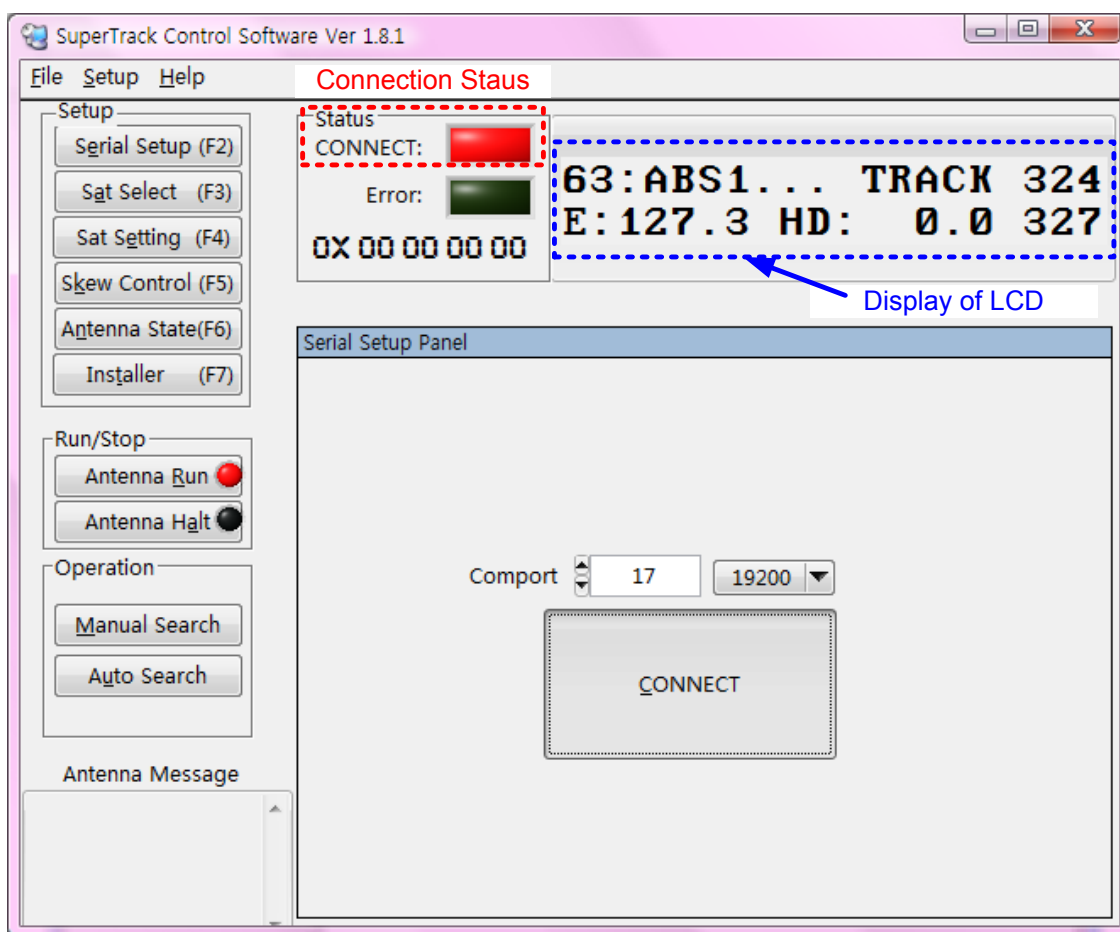 SuperTrack Control Software Ver 1.8.1
File Setup Help
Connection Staus
Setup
Serial Setup (F2)
Sat Select (F3)
Sat Setting (F4)
Skew Control (F5)
Antenna State(F6)
Installer (F7)
Status
CONNECT:
Error:
0X 00 00 00 00
63:ABS1... TRACK 324
E:127.3 HD: 0.0 327
Display of LCD
Run/Stop
Antenna Run
Antenna Halt
Operation
Manual Search
Auto Search
Antenna Message
Serial Setup Panel
Comport 17 19200
CONNECT